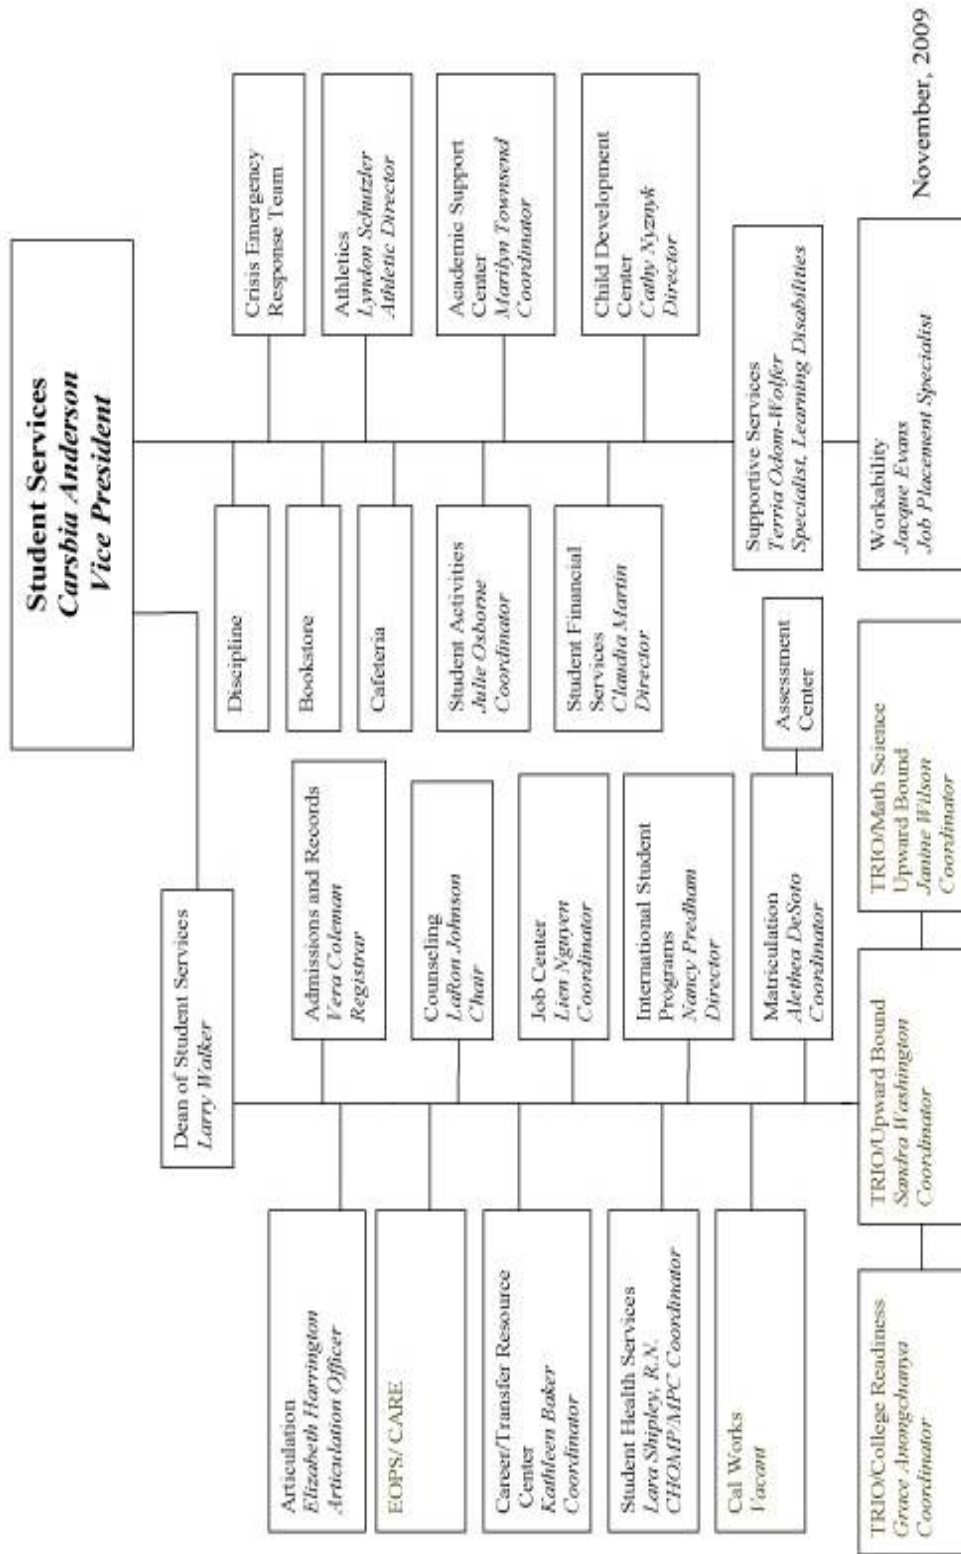 Student Services
Carsbia Anderson
Vice President
Dean of Student Services
Larry Walker
Articulation
Elizabeth Harrington
Articulation Officer
EOPS/ CARE
Career/Transfer Resource
Center
Kathleen Baker
Coordinator
Student Health Services
Lara Shipley, R.N.
CHOMP/MPC Coordinator
Cal Works
Vacant
Admissions and Records
Vera Coleman
Registrar
Counseling
LaRon Johnson
Chair
Job Center
Lien Nguyen
Coordinator
International Student
Programs
Nancy Predham
Director
Matriculation
Alethea DeSoto
Coordinator
Assessment
Center
TRIO/College Readiness
Grace Anongchanya
Coordinator
TRIO/Upward Bound
Sandra Washington
Coordinator
TRIO/Math Science
Upward Bound
Janine Wilson
Coordinator
Discipline
Bookstore
Cafeteria
Student Activities
Julie Osborne
Coordinator
Student Financial
Services
Claudia Martin
Director
Crisis Emergency
Response Team
Athletics
Lyndon Schutzler
Athletic Director
Academic Support
Center
Marilyn Townsend
Coordinator
Child Development
Center
Cathy Nyznyk
Director
Supportive Services
Terria Odom-Wolfer
Specialist, Learning Disabilities
Workability
Jacque Evans
Job Placement Specialist
November, 2009